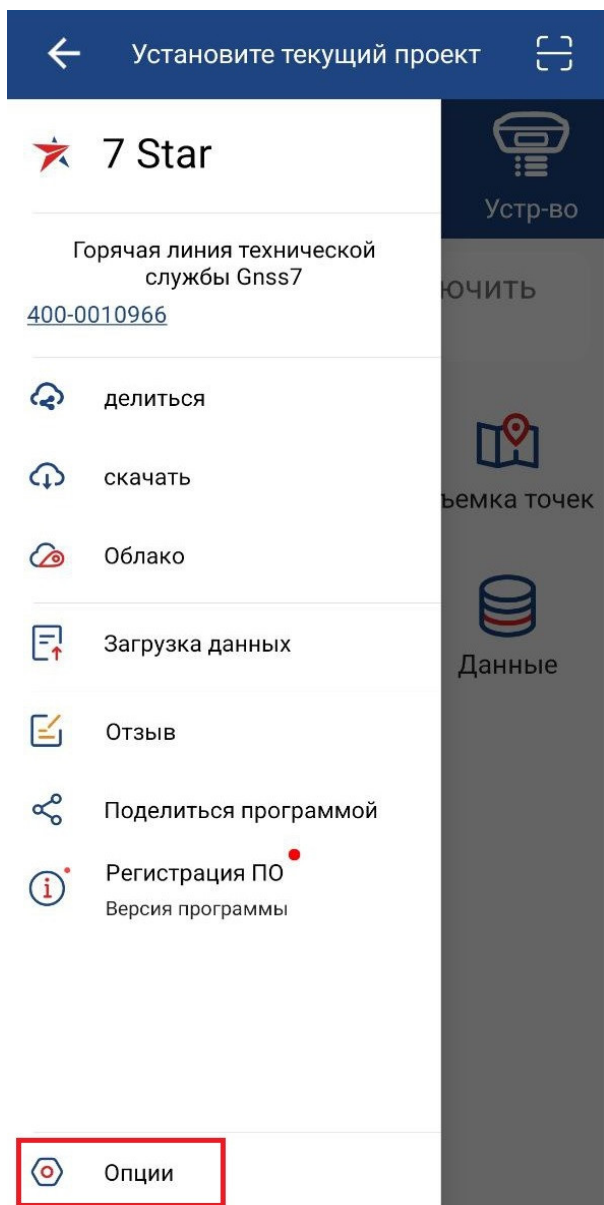 Установите текущий проект
7 Star
Устр-во
Горячая линия технической
службы Gnss7
ючить
400-0010966
делиться
скачать
ъемка точек
Облако
Загрузка данных
Данные
Отзыв
Поделиться программой
Регистрация ПО
Версия программы
Опции